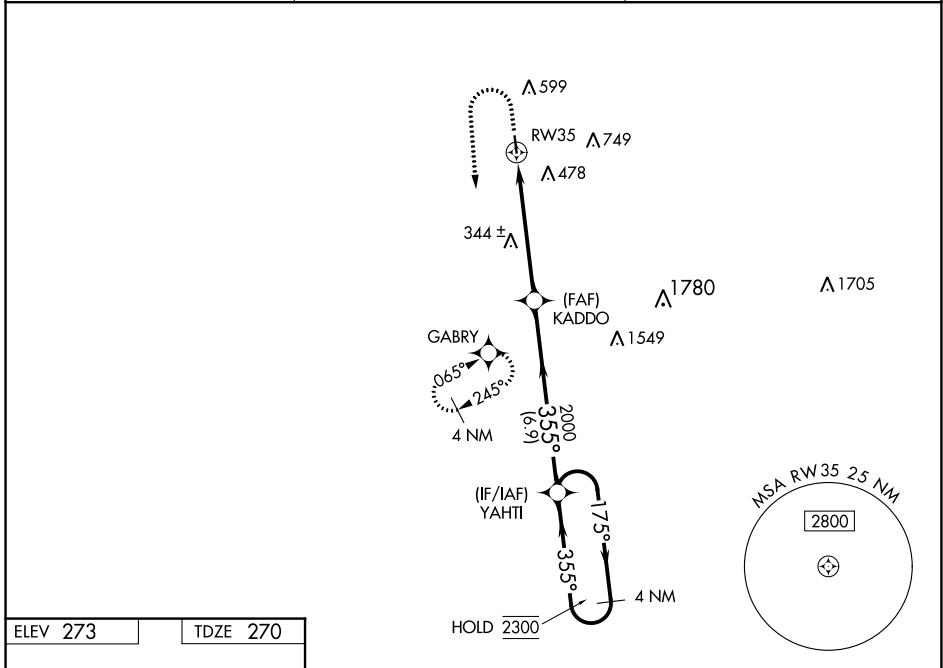 599
RW35
749
478
344 ±
1780
1705
(FAF)
KADDO
1549
GABRY
065°
245°
4 NM
2000
355°
(6.9)
(IF/IAF)
YAHTI
175°
355°
4 NM
HOLD 2300
MSA RW35 25 NM
2800
ELEV 273
TDZE 270